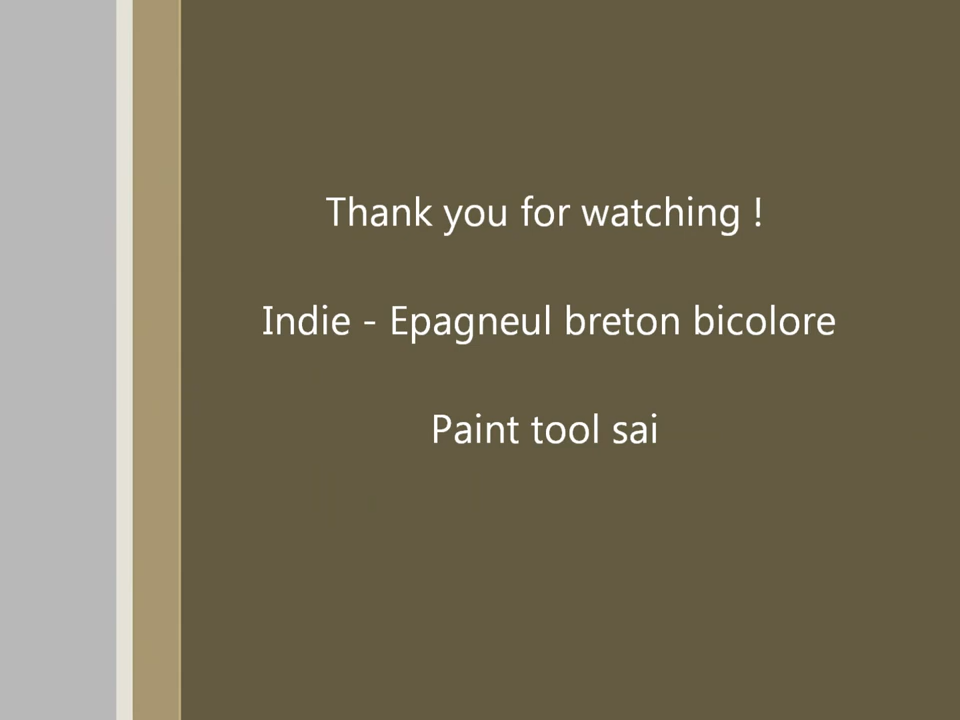 Thank you for watching !
Indie - Epagneul breton bicolore
Paint tool sai